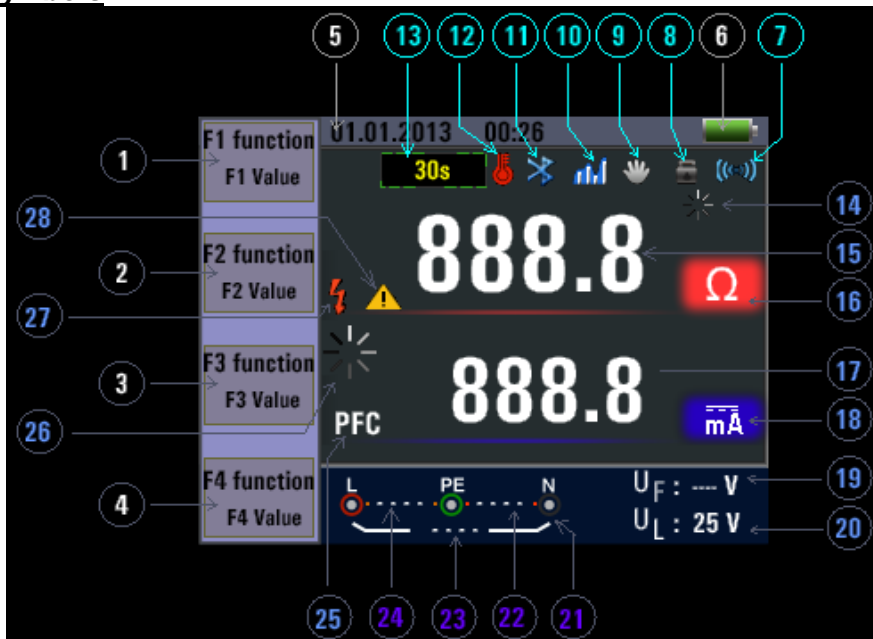 5 13 12 11 10 9 8 6 7
01.01.2013 00:26
F1 function
F1 Value
1
30s
14
28
888.8
15
F2 function
F2 Value
2
Ω
16
27
F3 function
F3 Value
3
888.8
17
26
PFC
mA
18
F4 function
F4 Value
4
L PE N
UF : ---- V
19
UL : 25 V
20
25 24 23 22 21